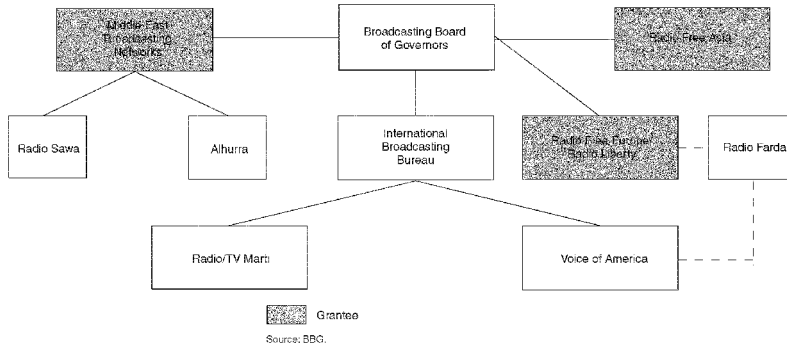 Middle East
Broadcasting
Networks
Broadcasting Board
of Governors
Radio Free Asia
Radio Sawa
Alhurra
International
Broadcasting
Bureau
Radio Free Europe/
Radio Liberty
Radio Farda
Radio/TV Marti
Voice of America
Grantee
Source: BBG.